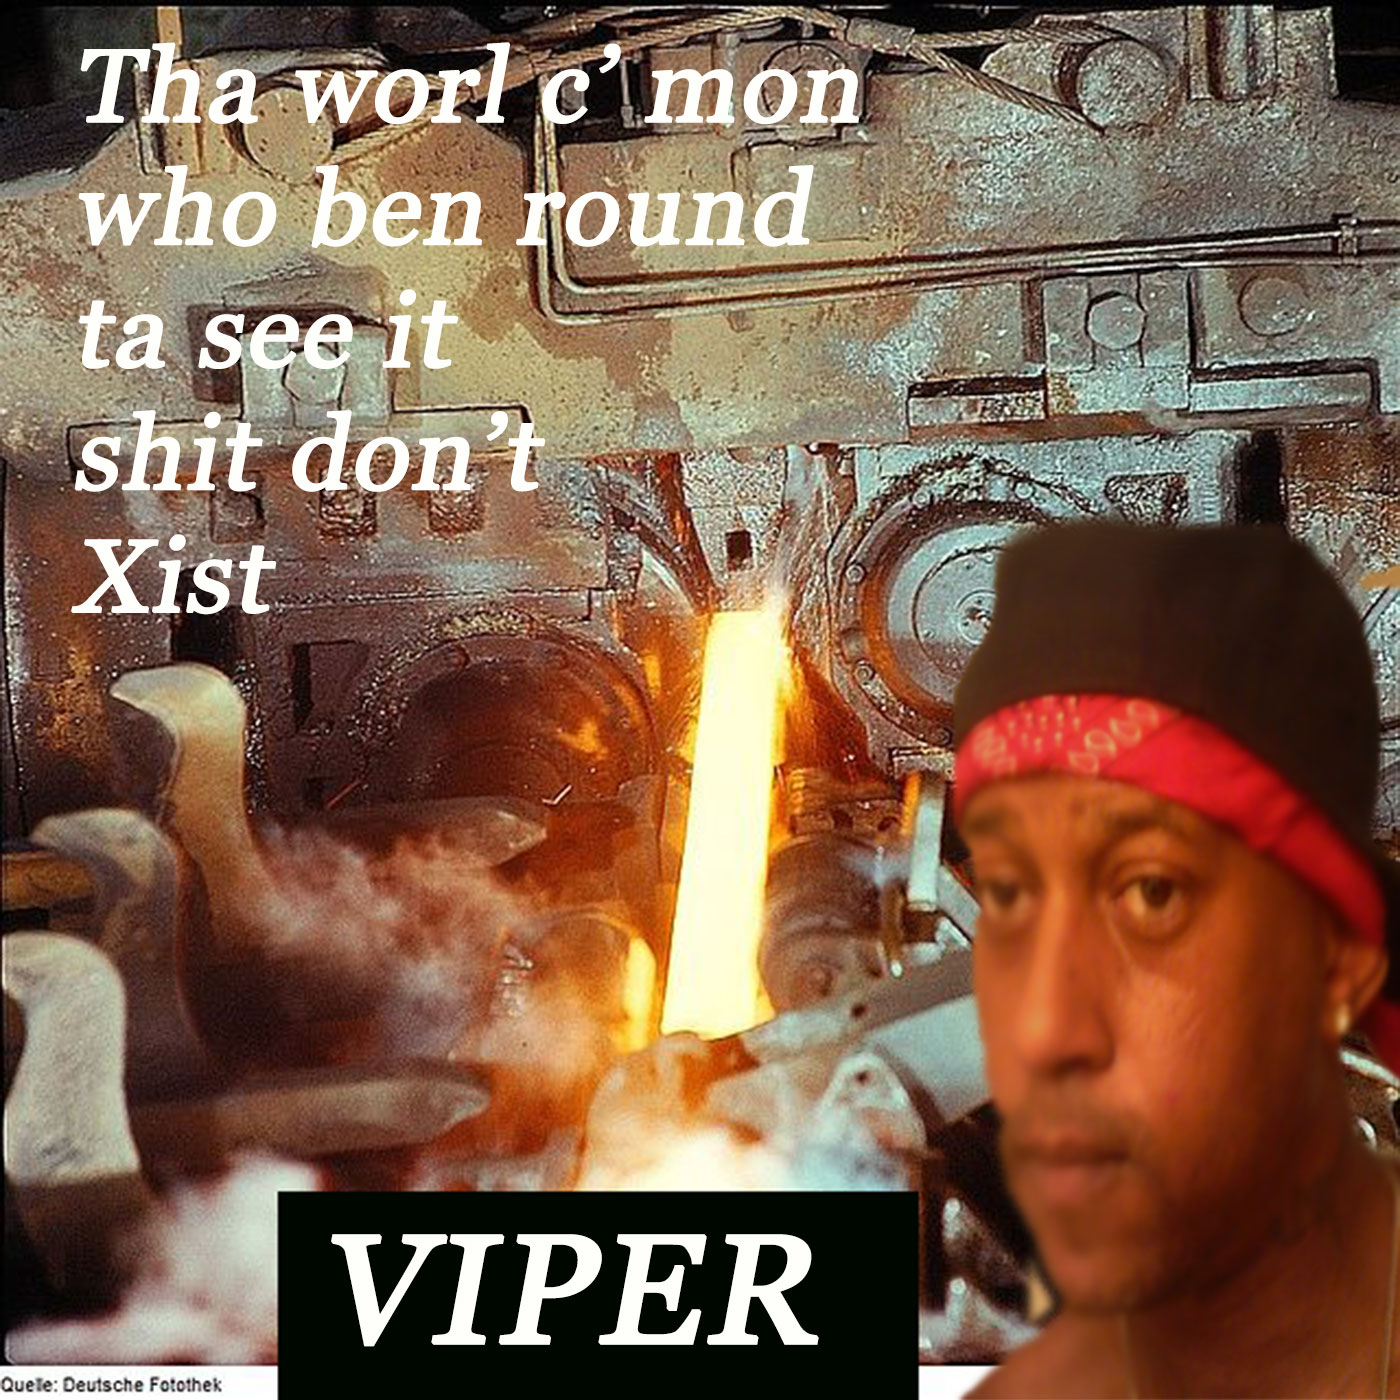 Tha worl c' mon
who ben round
ta see it
shit don't
Xist
VIPER
Quelle: Deutsche Fotothek